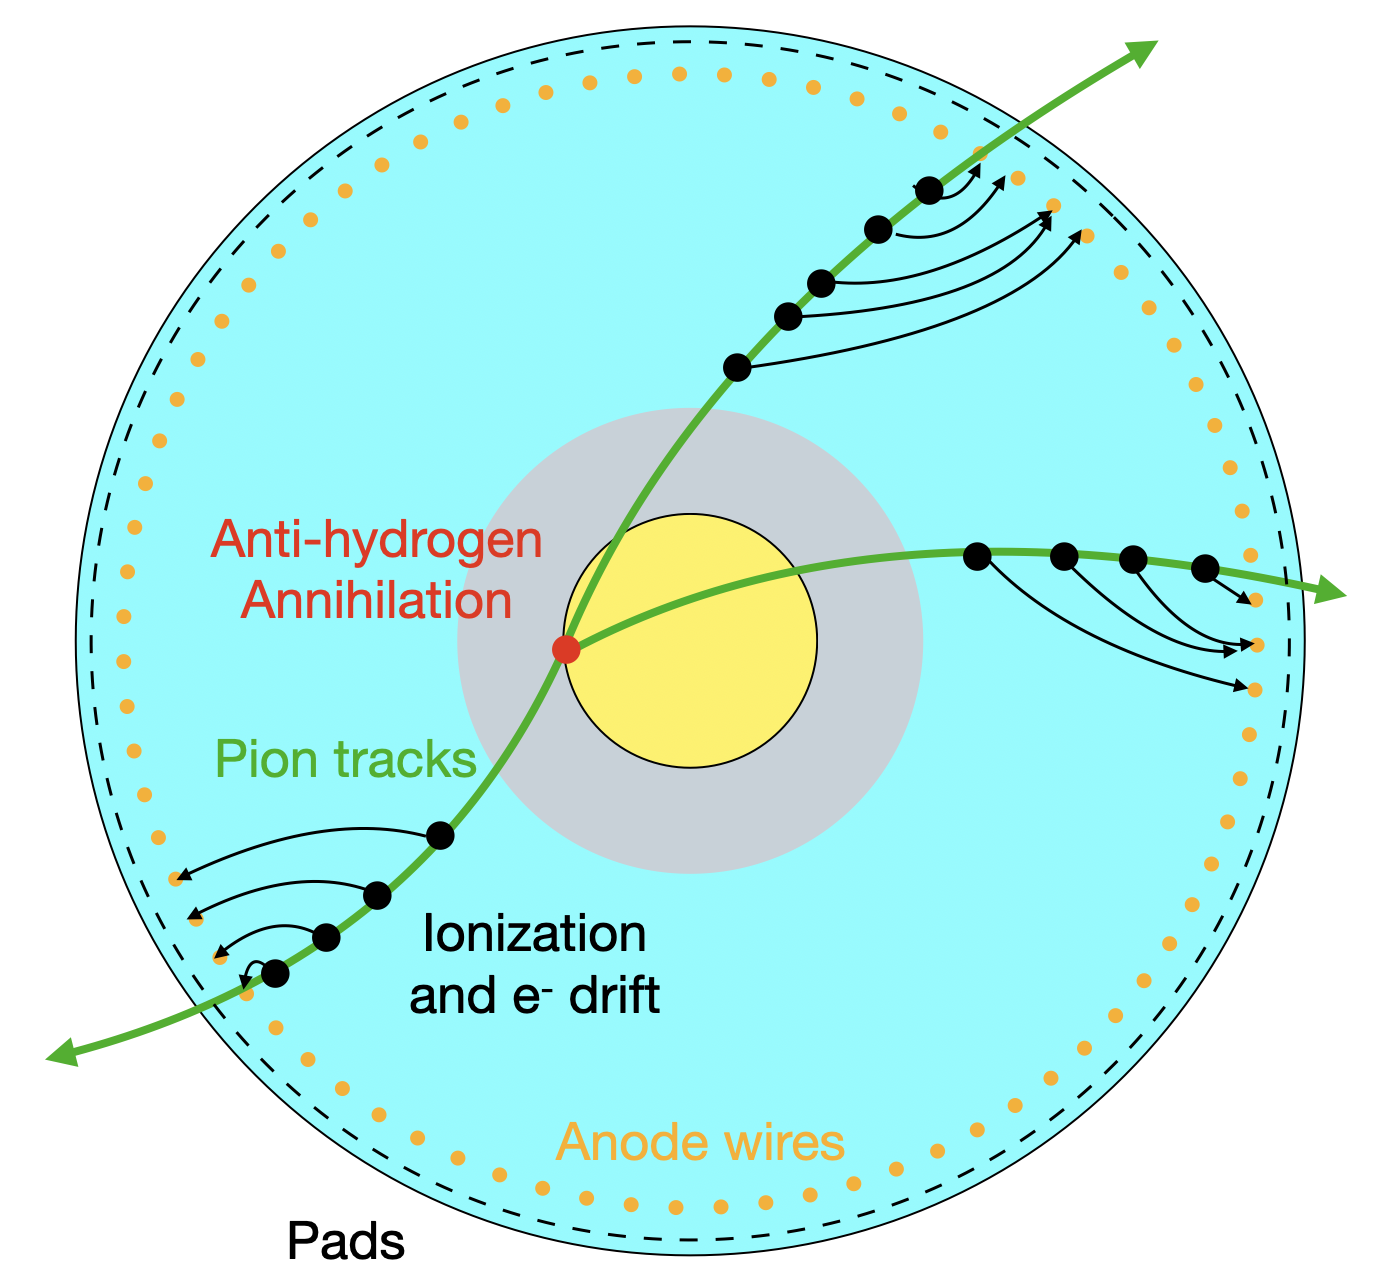 Anti-hydrogen
Annihilation
Pion tracks
Ionization
and e- drift
Anode wires
Pads